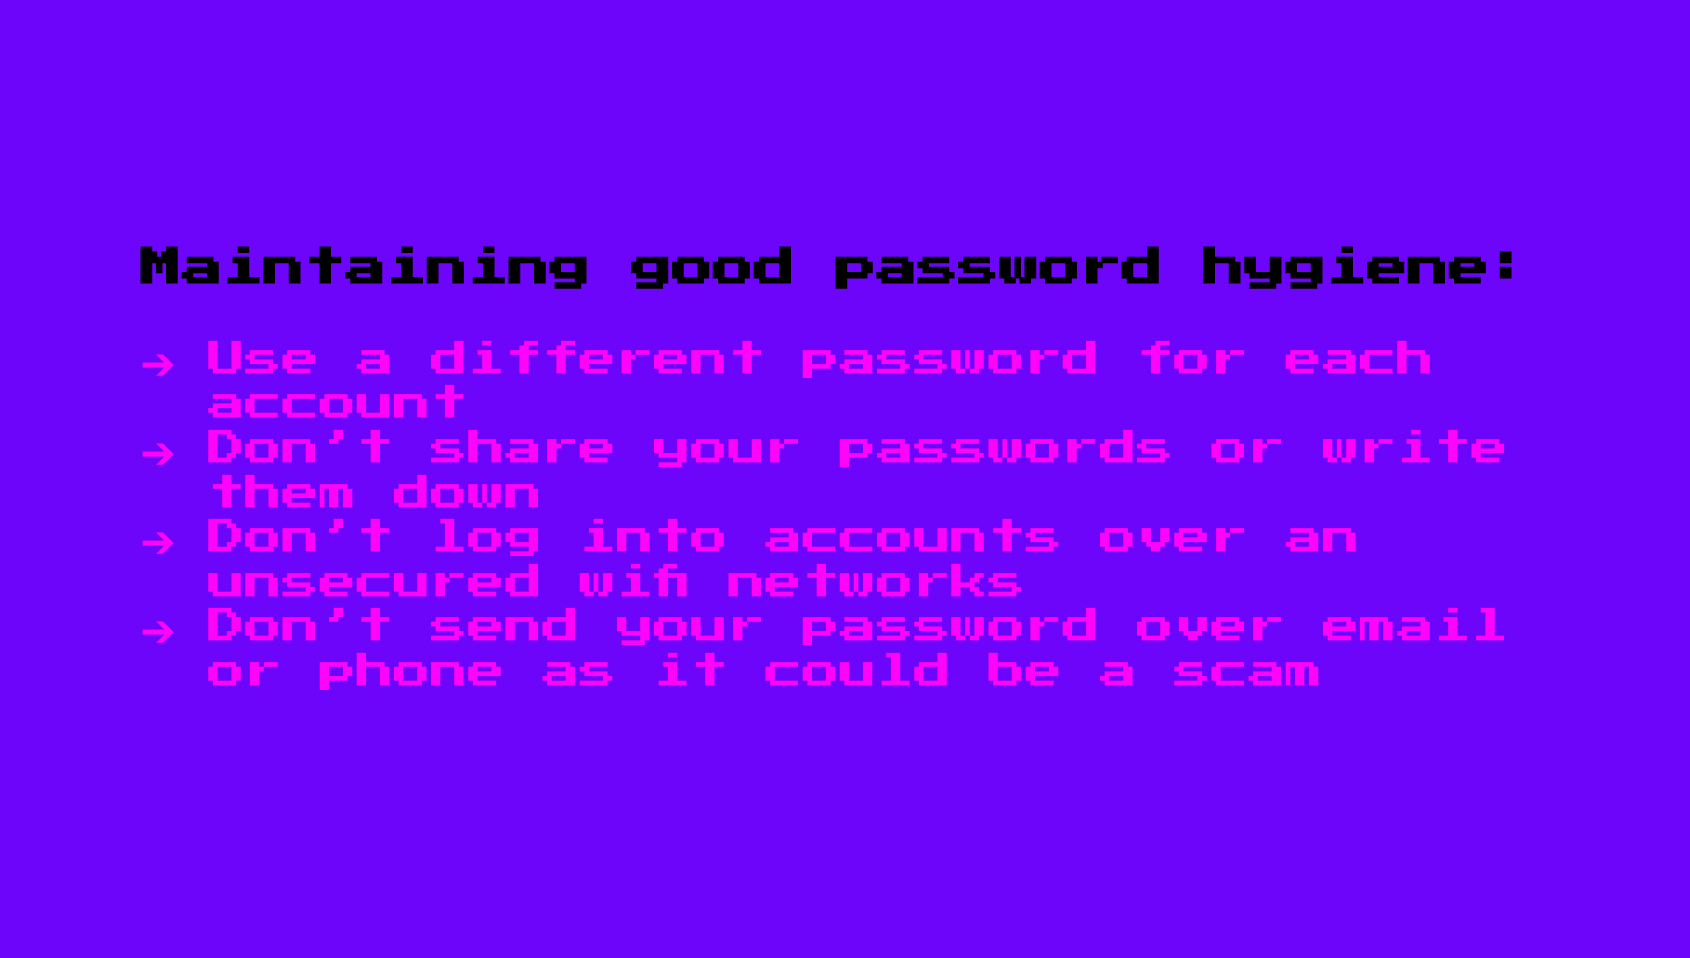 Maintaining good password hygiene:
→ Use a different password for each
account
→ Don’t share your passwords or write
them down
→ Don’t log into accounts over an
unsecured wifi networks
→ Don’t send your password over email
or phone as it could be a scam